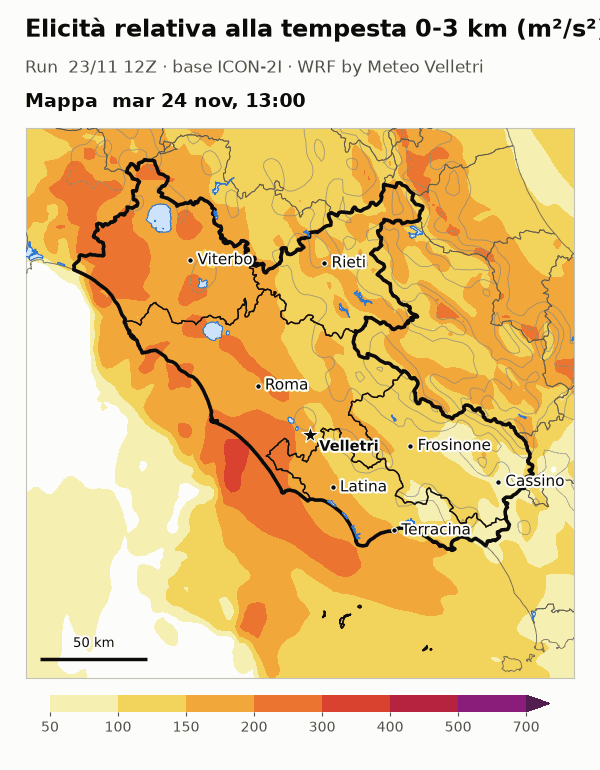 Elicità relativa alla tempesta 0-3 km (m²/s²)
Run 23/11 12Z · base ICON-2I · WRF by Meteo Velletri
Mappa mar 24 nov, 13:00
Viterbo
Rieti
Roma
Velletri
Frosinone
Latina
Cassino
Terracina
50 km
50 100 150 200 300 400 500 700